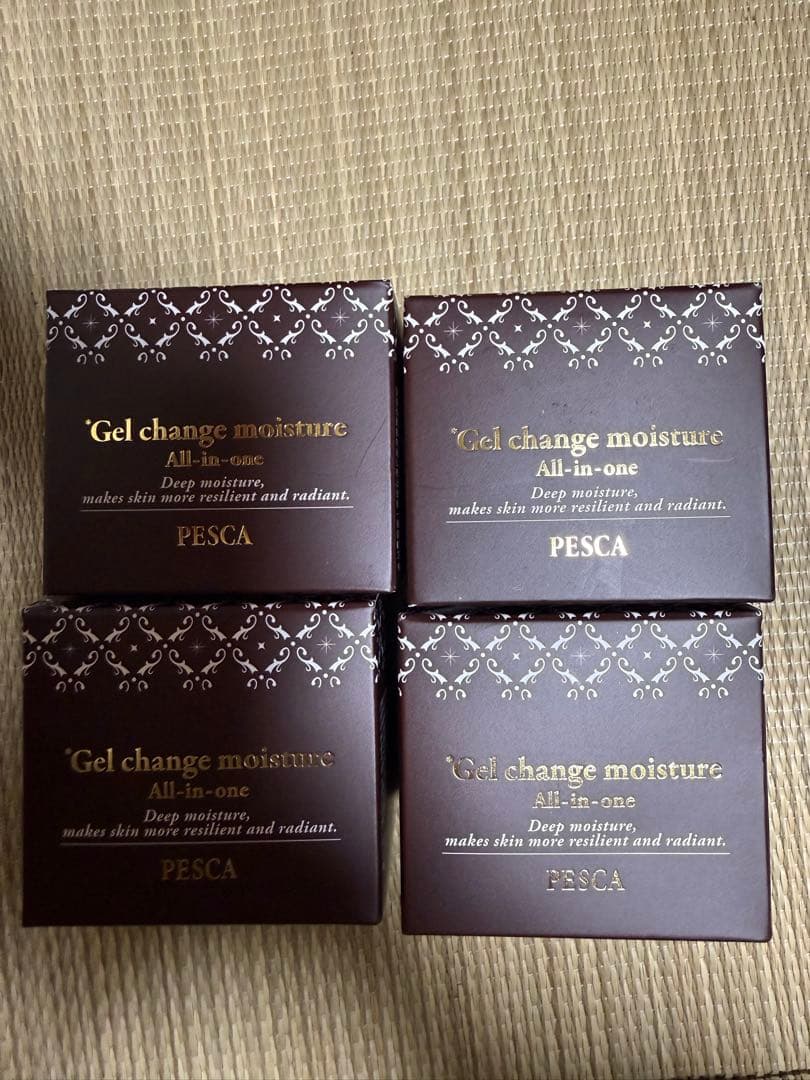 *Gel change moisture
All-in-one
Deep moisture,
makes skin more resilient and radiant.
PESCA
*Gel change moisture
All-in-one
Deep moisture,
makes skin more resilient and radiant.
PESCA
*Gel change moisture
All-in-one
Deep moisture,
makes skin more resilient and radiant.
PESCA
*Gel change moisture
All-in-one
Deep moisture,
makes skin more resilient and radiant.
PESCA